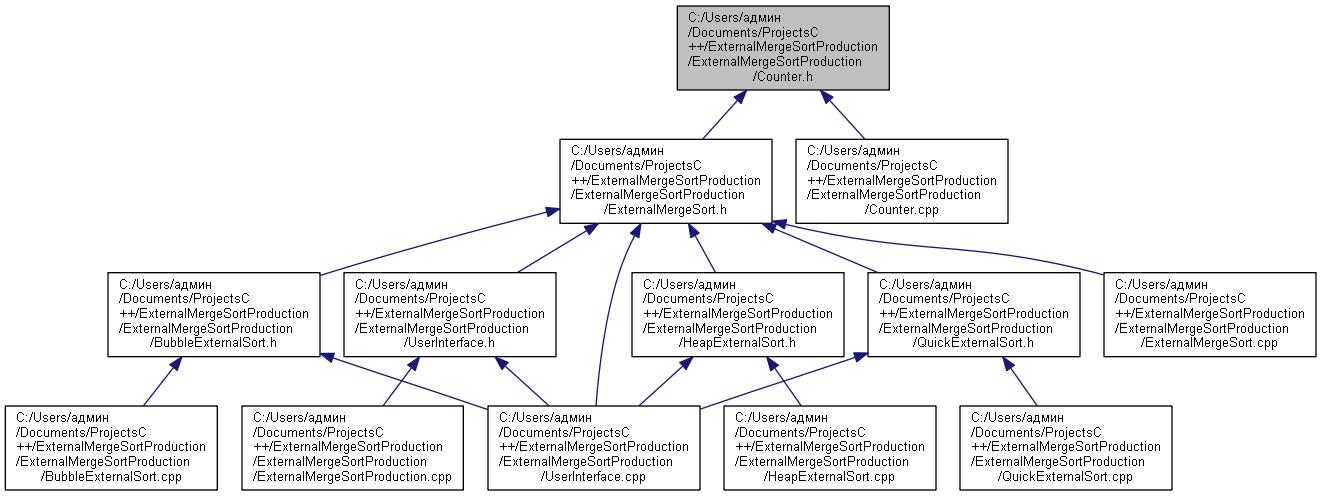 C:/Users/админ
/Documents/ProjectsC
++/ExternalMergeSortProduction
/ExternalMergeSortProduction
/Counter.h
C:/Users/админ
/Documents/ProjectsC
++/ExternalMergeSortProduction
/ExternalMergeSortProduction
/ExternalMergeSort.h
C:/Users/админ
/Documents/ProjectsC
++/ExternalMergeSortProduction
/ExternalMergeSortProduction
/Counter.cpp
C:/Users/админ
/Documents/ProjectsC
++/ExternalMergeSortProduction
/ExternalMergeSortProduction
/BubbleExternalSort.h
C:/Users/админ
/Documents/ProjectsC
++/ExternalMergeSortProduction
/ExternalMergeSortProduction
/UserInterface.h
C:/Users/админ
/Documents/ProjectsC
++/ExternalMergeSortProduction
/ExternalMergeSortProduction
/HeapExternalSort.h
C:/Users/админ
/Documents/ProjectsC
++/ExternalMergeSortProduction
/ExternalMergeSortProduction
/QuickExternalSort.h
C:/Users/админ
/Documents/ProjectsC
++/ExternalMergeSortProduction
/ExternalMergeSortProduction
/ExternalMergeSort.cpp
C:/Users/админ
/Documents/ProjectsC
++/ExternalMergeSortProduction
/ExternalMergeSortProduction
/BubbleExternalSort.cpp
C:/Users/админ
/Documents/ProjectsC
++/ExternalMergeSortProduction
/ExternalMergeSortProduction
/ExternalMergeSortProduction.cpp
C:/Users/админ
/Documents/ProjectsC
++/ExternalMergeSortProduction
/ExternalMergeSortProduction
/UserInterface.cpp
C:/Users/админ
/Documents/ProjectsC
++/ExternalMergeSortProduction
/ExternalMergeSortProduction
/HeapExternalSort.cpp
C:/Users/админ
/Documents/ProjectsC
++/ExternalMergeSortProduction
/ExternalMergeSortProduction
/QuickExternalSort.cpp